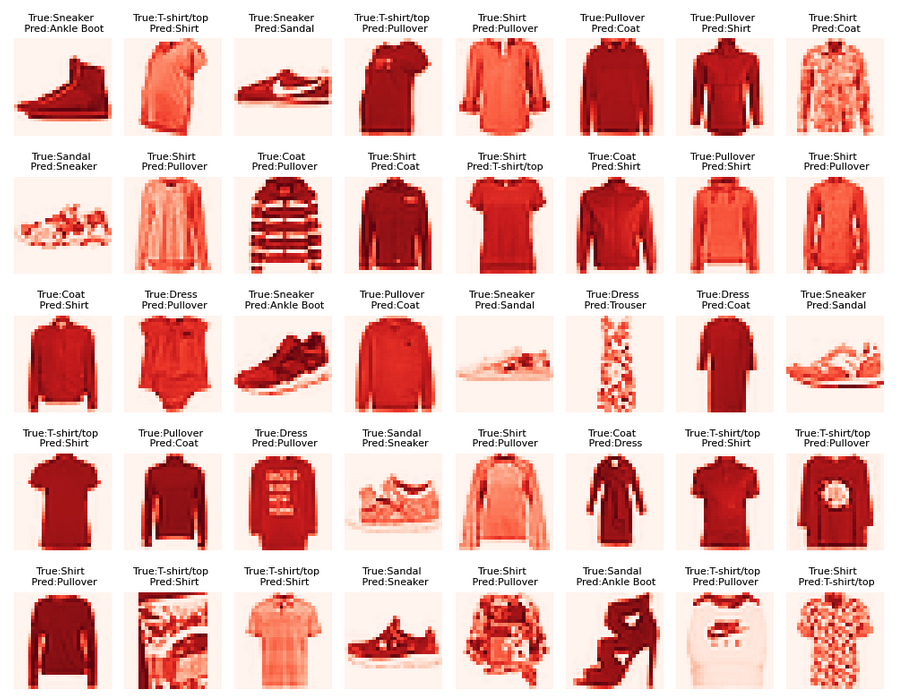 True:Sneaker
Pred:Ankle Boot
True:T-shirt/top
Pred:Shirt
True:Sneaker
Pred:Sandal
True:T-shirt/top
Pred:Pullover
True:Shirt
Pred:Pullover
True:Pullover
Pred:Coat
True:Pullover
Pred:Shirt
True:Shirt
Pred:Coat
True:Sandal
Pred:Sneaker
True:Shirt
Pred:Pullover
True:Coat
Pred:Pullover
True:Shirt
Pred:Coat
True:Shirt
Pred:T-shirt/top
True:Coat
Pred:Shirt
True:Pullover
Pred:Shirt
True:Shirt
Pred:Pullover
True:Coat
Pred:Shirt
True:Dress
Pred:Pullover
True:Sneaker
Pred:Ankle Boot
True:Pullover
Pred:Coat
True:Sneaker
Pred:Sandal
True:Dress
Pred:Trouser
True:Dress
Pred:Coat
True:Sneaker
Pred:Sandal
True:T-shirt/top
Pred:Shirt
True:Pullover
Pred:Coat
True:Dress
Pred:Pullover
True:Sandal
Pred:Sneaker
True:Shirt
Pred:Pullover
True:Coat
Pred:Dress
True:T-shirt/top
Pred:Shirt
True:T-shirt/top
Pred:Pullover
True:Shirt
Pred:Pullover
True:T-shirt/top
Pred:Shirt
True:T-shirt/top
Pred:Shirt
True:Sandal
Pred:Sneaker
True:Shirt
Pred:Pullover
True:Sandal
Pred:Ankle Boot
True:T-shirt/top
Pred:Pullover
True:Shirt
Pred:T-shirt/top